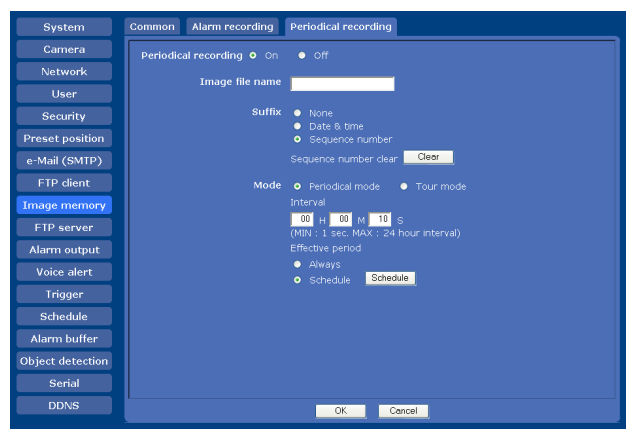 System
Camera
Network
User
Security
Preset position
e-Mail (SMTP)
FTP client
Image memory
FTP server
Alarm output
Voice alert
Trigger
Schedule
Alarm buffer
Object detection
Serial
DDNS
Common Alarm recording Periodical recording
Periodical recording On Off
Image file name
Suffix None
Date & time
Sequence number
Sequence number clear Clear
Mode Periodical mode Tour mode
Interval
00 H 00 M 10 S
(MIN : 1 sec. MAX : 24 hour interval)
Effective period
Always
Schedule Schedule
OK Cancel